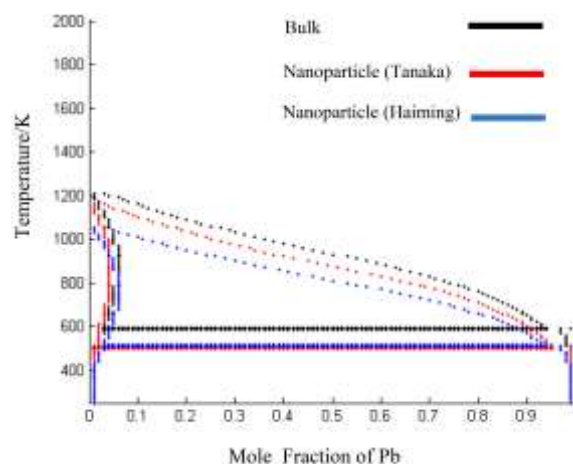 Bulk
Nanoparticle (Tanaka)
Nanoparticle (Haiming)
Temperature/K
2000
1800
1600
1400
1200
1000
800
600
400
0 0.1 0.2 0.3 0.4 0.5 0.6 0.7 0.8 0.9
Mole Fraction of Pb